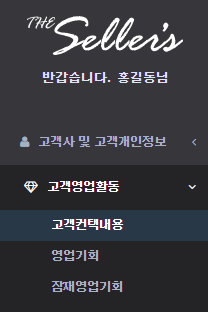 THE Seller's
반갑습니다. 홍길동님
고객사 및 고객개인정보
고객영업활동
고객컨택내용
영업기회
잠재영업기회